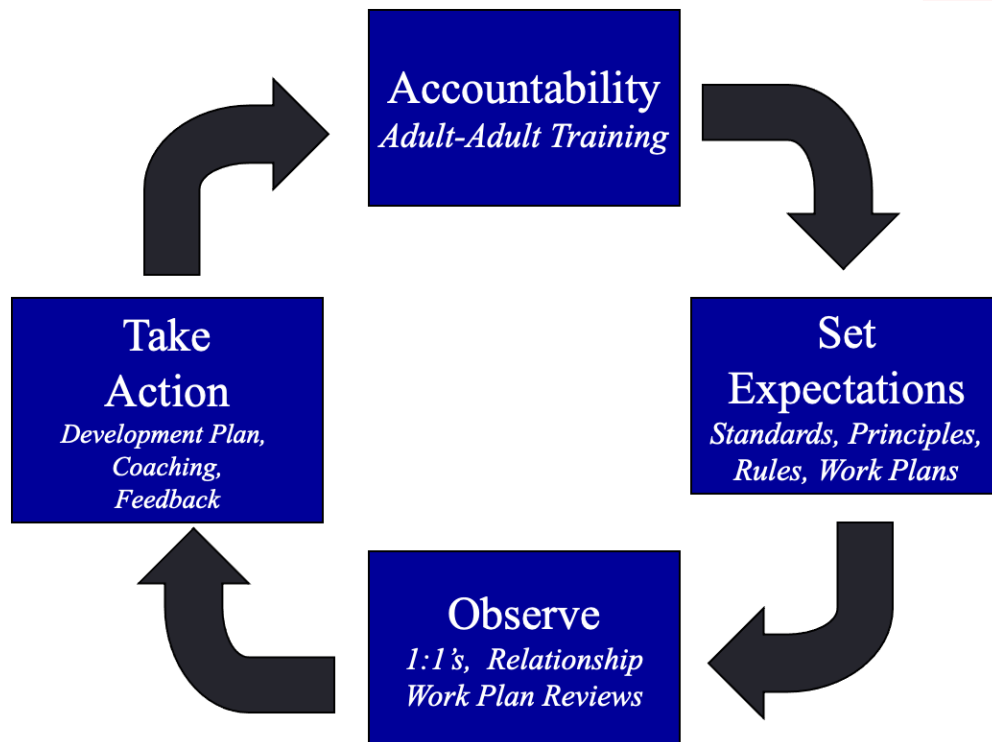 Accountability
Adult-Adult Training
Set
Expectations
Standards, Principles,
Rules, Work Plans
Observe
1:1’s, Relationship
Work Plan Reviews
Take
Action
Development Plan,
Coaching,
Feedback